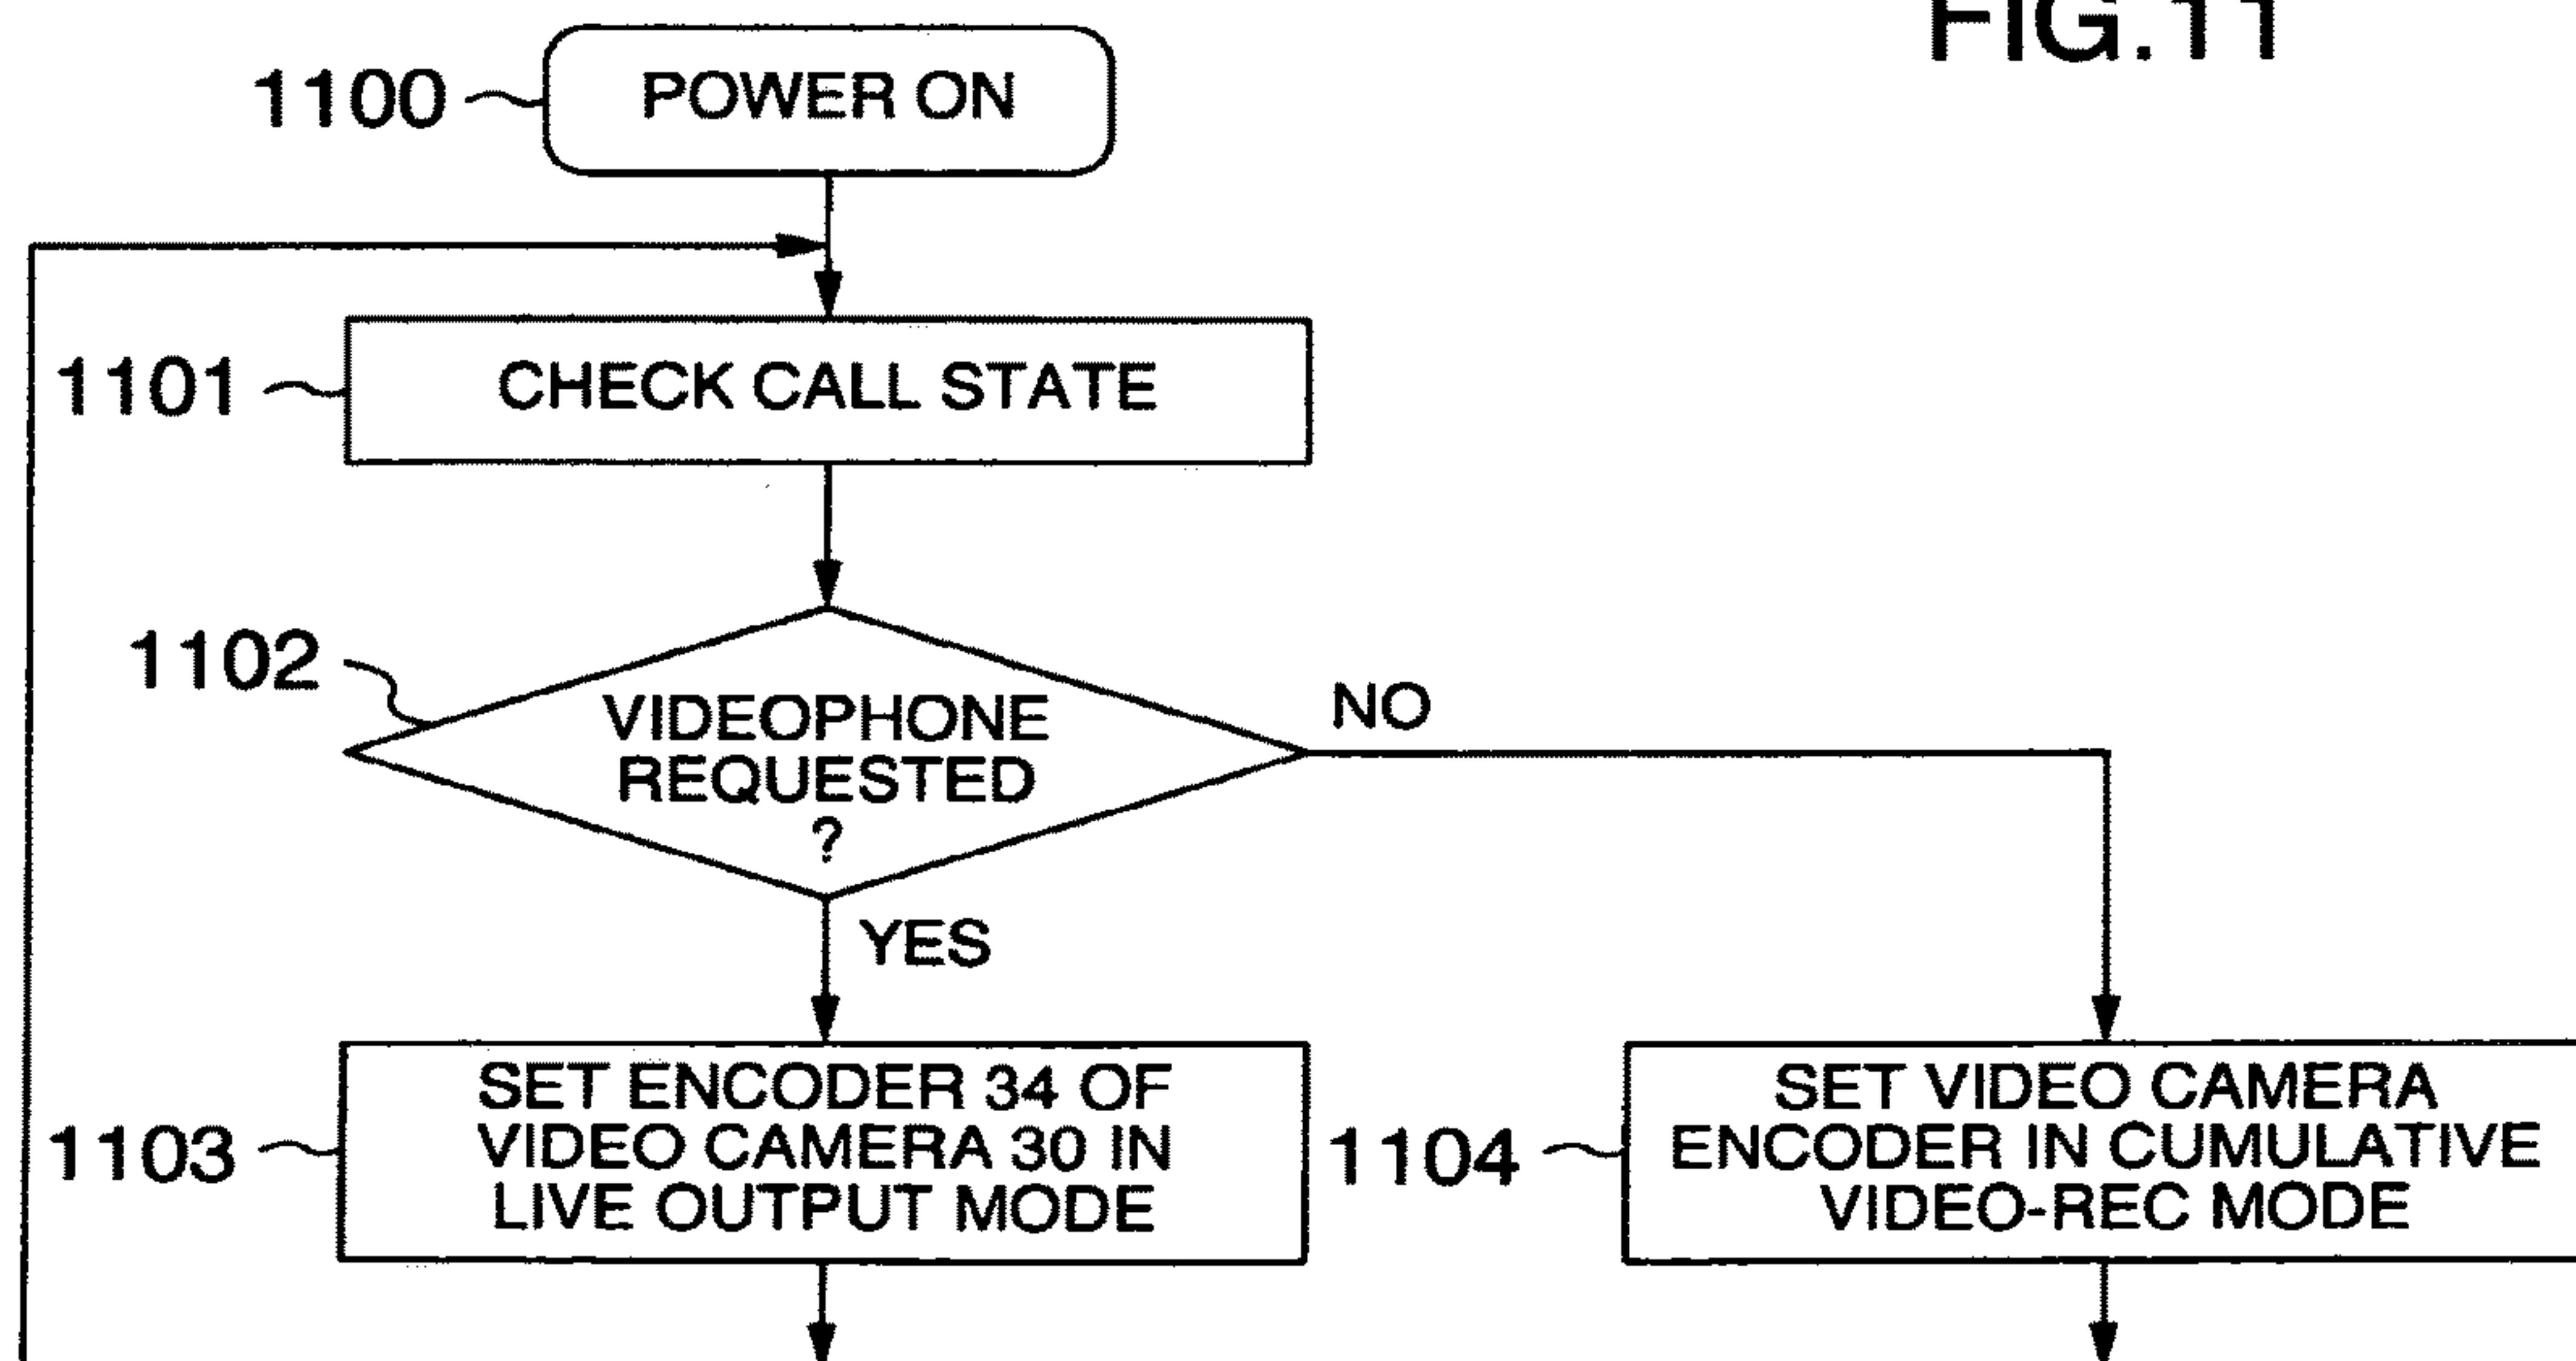 FIG.11
1100
POWER ON
1101
CHECK CALL STATE
1102
VIDEOPHONE
REQUESTED
?
NO
YES
1103
SET ENCODER 34 OF
VIDEO CAMERA 30 IN
LIVE OUTPUT MODE
1104
SET VIDEO CAMERA
ENCODER IN CUMULATIVE
VIDEO-REC MODE